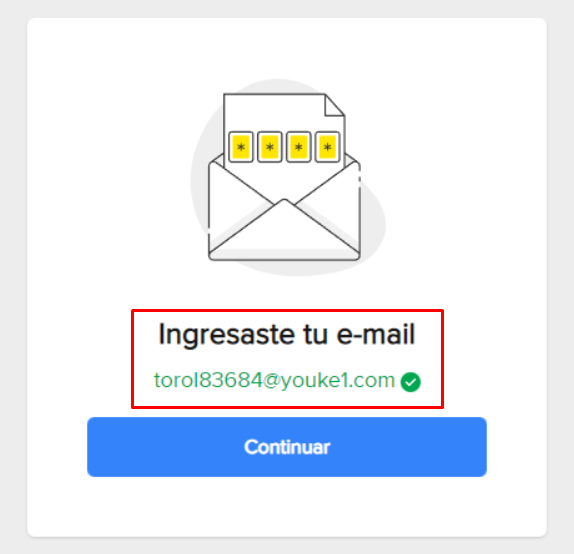 * * * *
Ingresaste tu e-mail
torol83684@youke1.com
Continuar